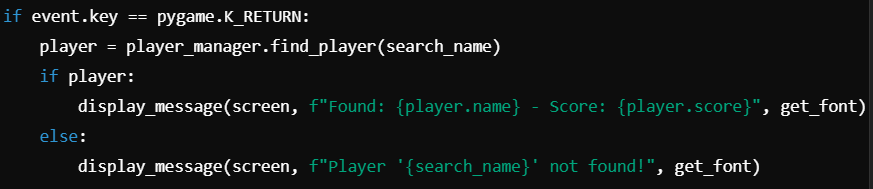 if event.key == pygame.K_RETURN:
    player = player_manager.find_player(search_name)
    if player:
        display_message(screen, f"Found: {player.name} - Score: {player.score}", get_font)
    else:
        display_message(screen, f"Player '{search_name}' not found!", get_font)